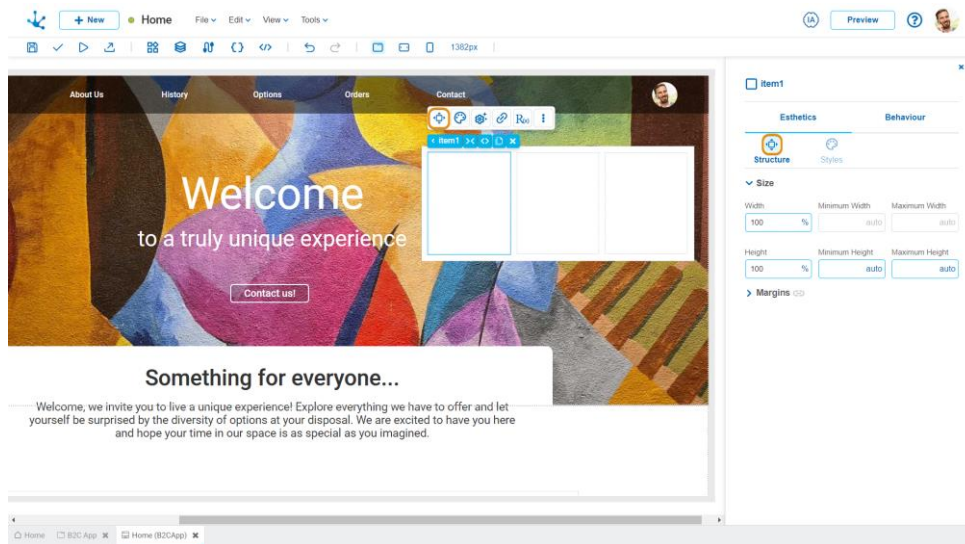 + New
Home
File
Edit
View
Tools
IA
Preview
?
1382px
About Us
History
Options
Orders
Contact
item1
Welcome
to a truly unique experience
Contact us!
Something for everyone...
Welcome, we invite you to live a unique experience! Explore everything we have to offer and let
yourself be surprised by the diversity of options at your disposal. We are excited to have you here
and hope your time in our space is as special as you imagined.
item1
Esthetics
Behaviour
Structure
Styles
Size
Width
Minimum Width
Maximum Width
100 %
auto
auto
Height
Minimum Height
Maximum Height
100 %
auto
auto
Margins
Home
B2C App
Home (B2CApp)